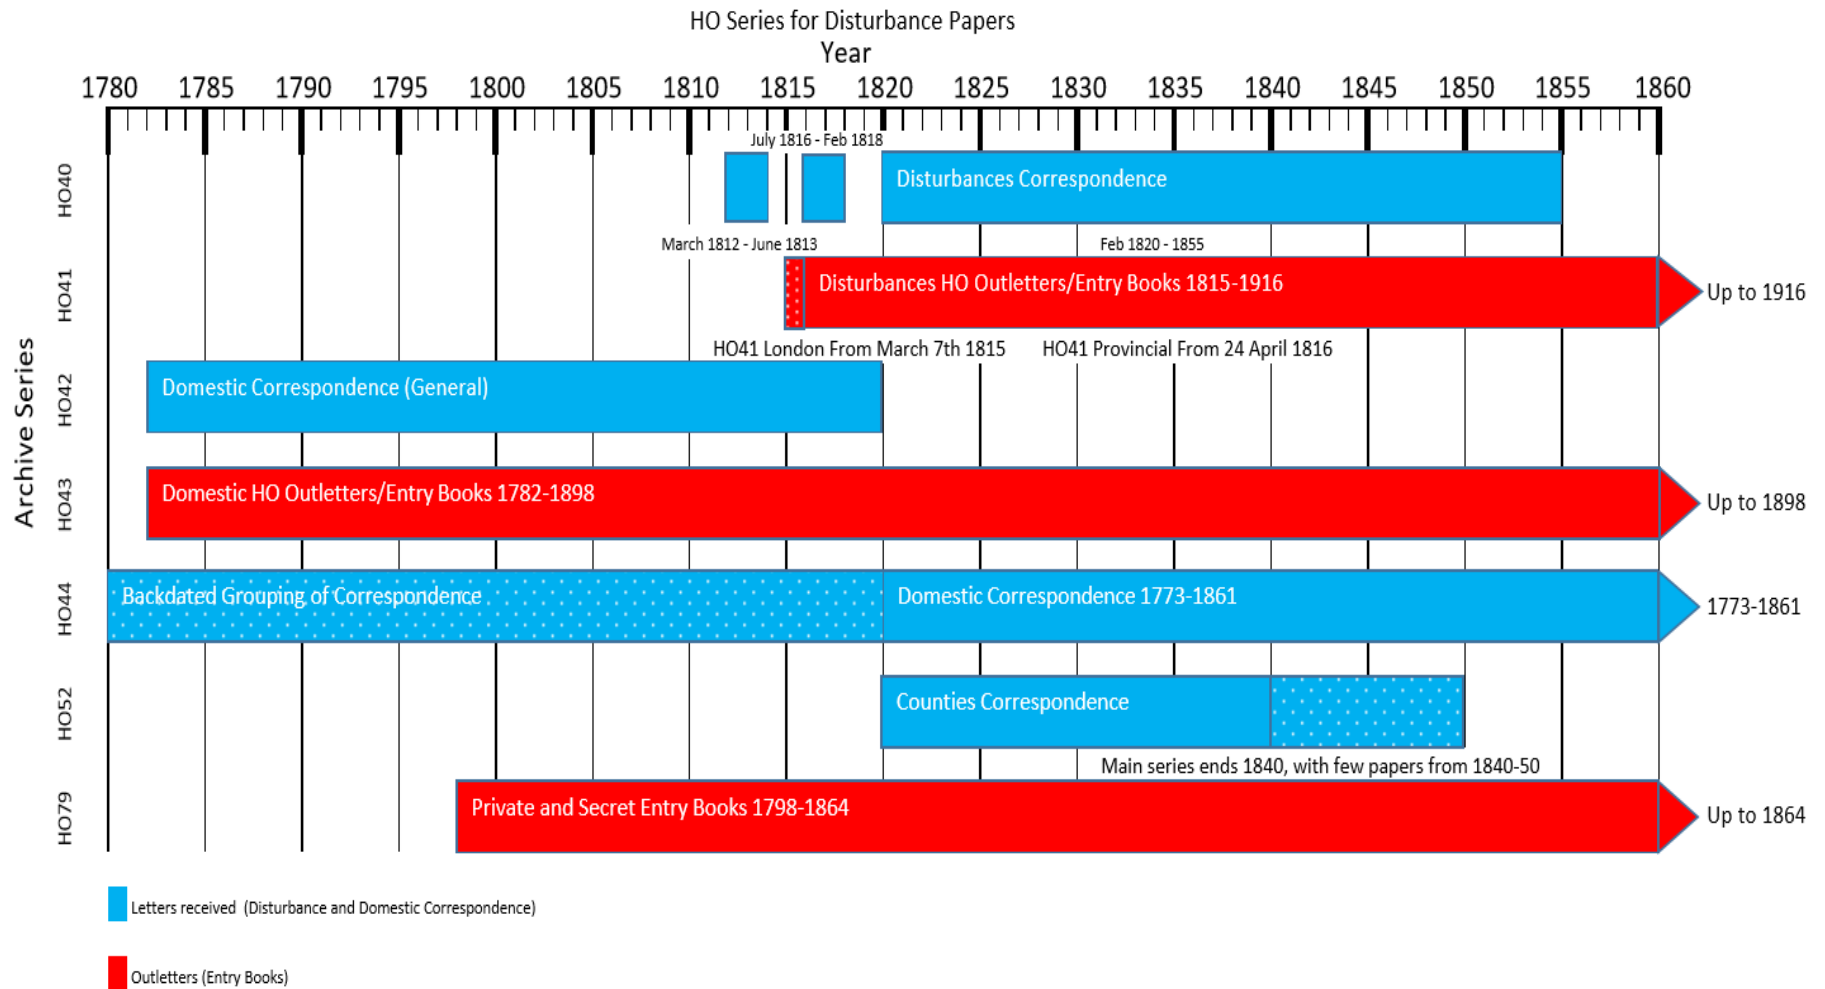 HO Series for Disturbance Papers
Year
1780 1785 1790 1795 1800 1805 1810 1815 1820 1825 1830 1835 1840 1845 1850 1855 1860
July 1816 - Feb 1818
HO40
Disturbances Correspondence
March 1812 - June 1813
Feb 1820 - 1855
HO41
Disturbances HO Outletters/Entry Books 1815-1916
Up to 1916
HO41 London From March 7th 1815
HO41 Provincial From 24 April 1816
Archive Series
HO42
Domestic Correspondence (General)
HO43
Domestic HO Outletters/Entry Books 1782-1898
Up to 1898
HO44
Backdated Grouping of Correspondence
Domestic Correspondence 1773-1861
1773-1861
HO52
Counties Correspondence
Main series ends 1840, with few papers from 1840-50
HO79
Private and Secret Entry Books 1798-1864
Up to 1864
Letters received (Disturbance and Domestic Correspondence)
Outletters (Entry Books)